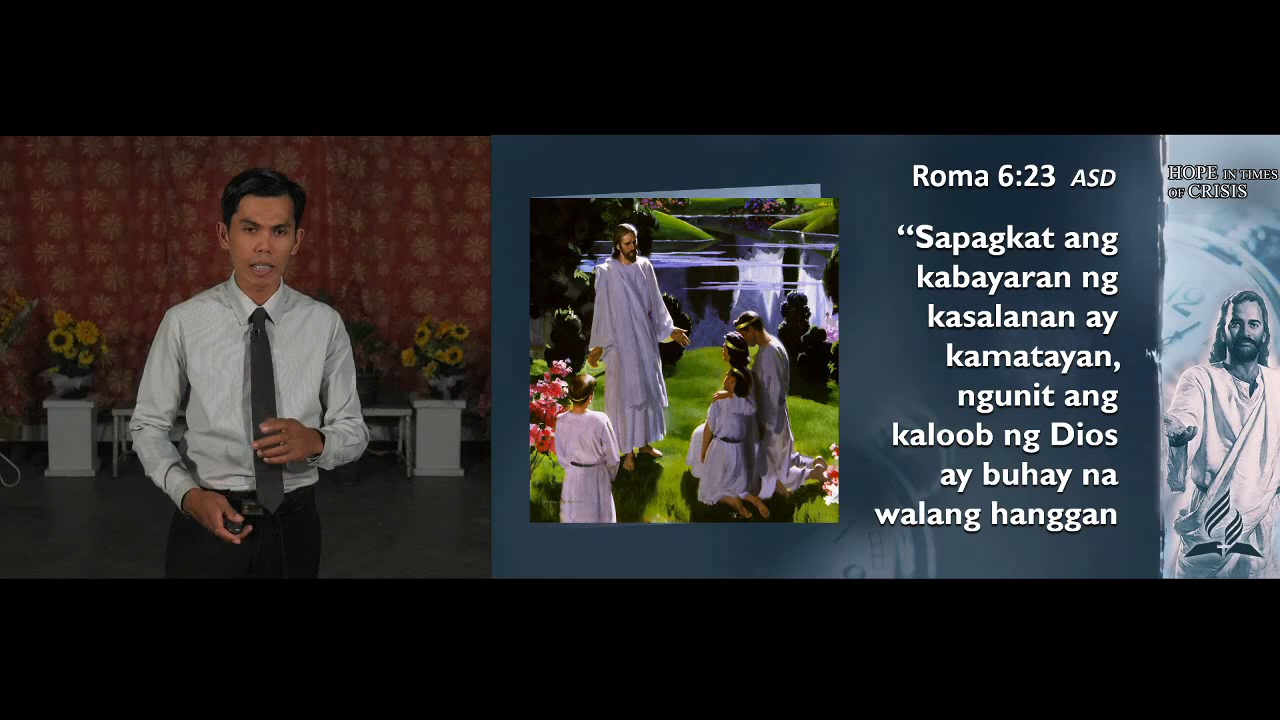 Roma 6:23 ASD
“Sapagkat ang
kabayaran ng
kasalanan ay
kamatayan,
ngunit ang
kaloob ng Dios
ay buhay na
walang hanggan
HOPE IN TIMES
OF CRISIS